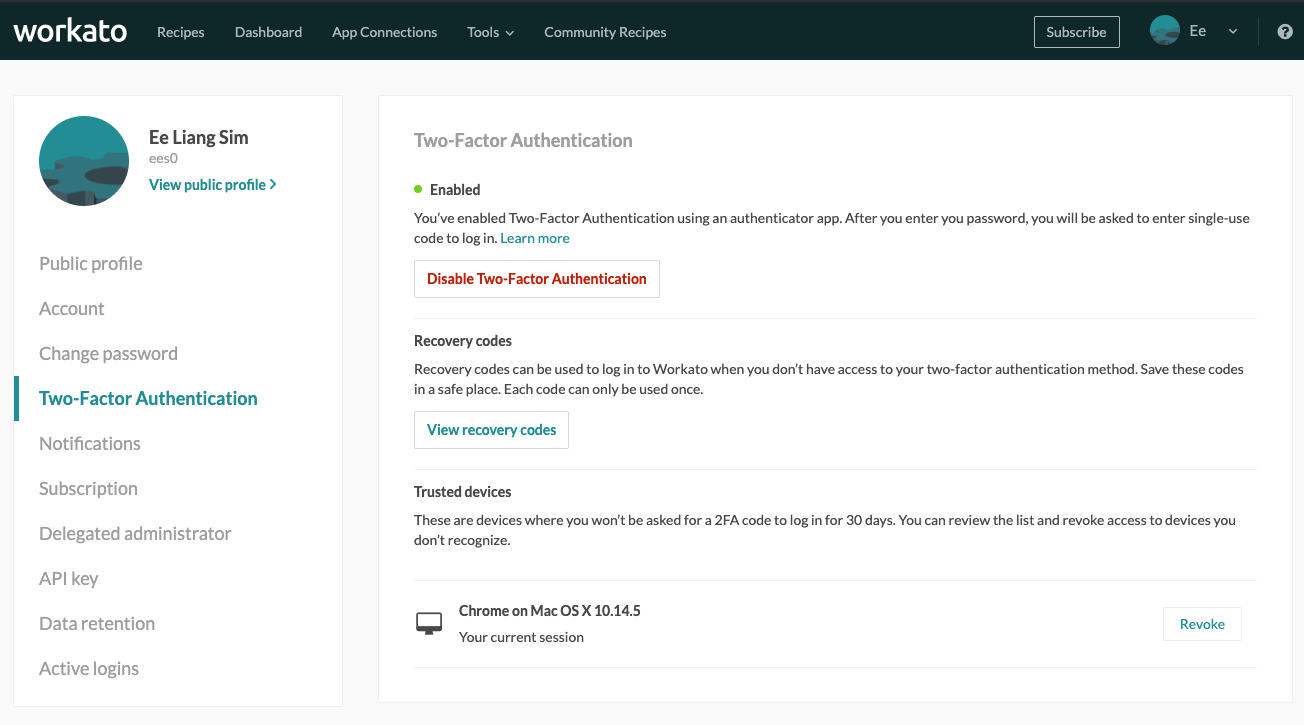 workato
Recipes
Dashboard
App Connections
Tools
Community Recipes
Subscribe
Ee
?
Ee Liang Sim
ees0
View public profile
Public profile
Account
Change password
Two-Factor Authentication
Notifications
Subscription
Delegated administrator
API key
Data retention
Active logins
Two-Factor Authentication
Enabled
You've enabled Two-Factor Authentication using an authenticator app. After you enter you password, you will be asked to enter single-use
code to log in. Learn more
Disable Two-Factor Authentication
Recovery codes
Recovery codes can be used to log in to Workato when you don't have access to your two-factor authentication method. Save these codes
in a safe place. Each code can only be used once.
View recovery codes
Trusted devices
These are devices where you won't be asked for a 2FA code to log in for 30 days. You can review the list and revoke access to devices you
don't recognize.
Chrome on Mac OS X 10.14.5
Your current session
Revoke